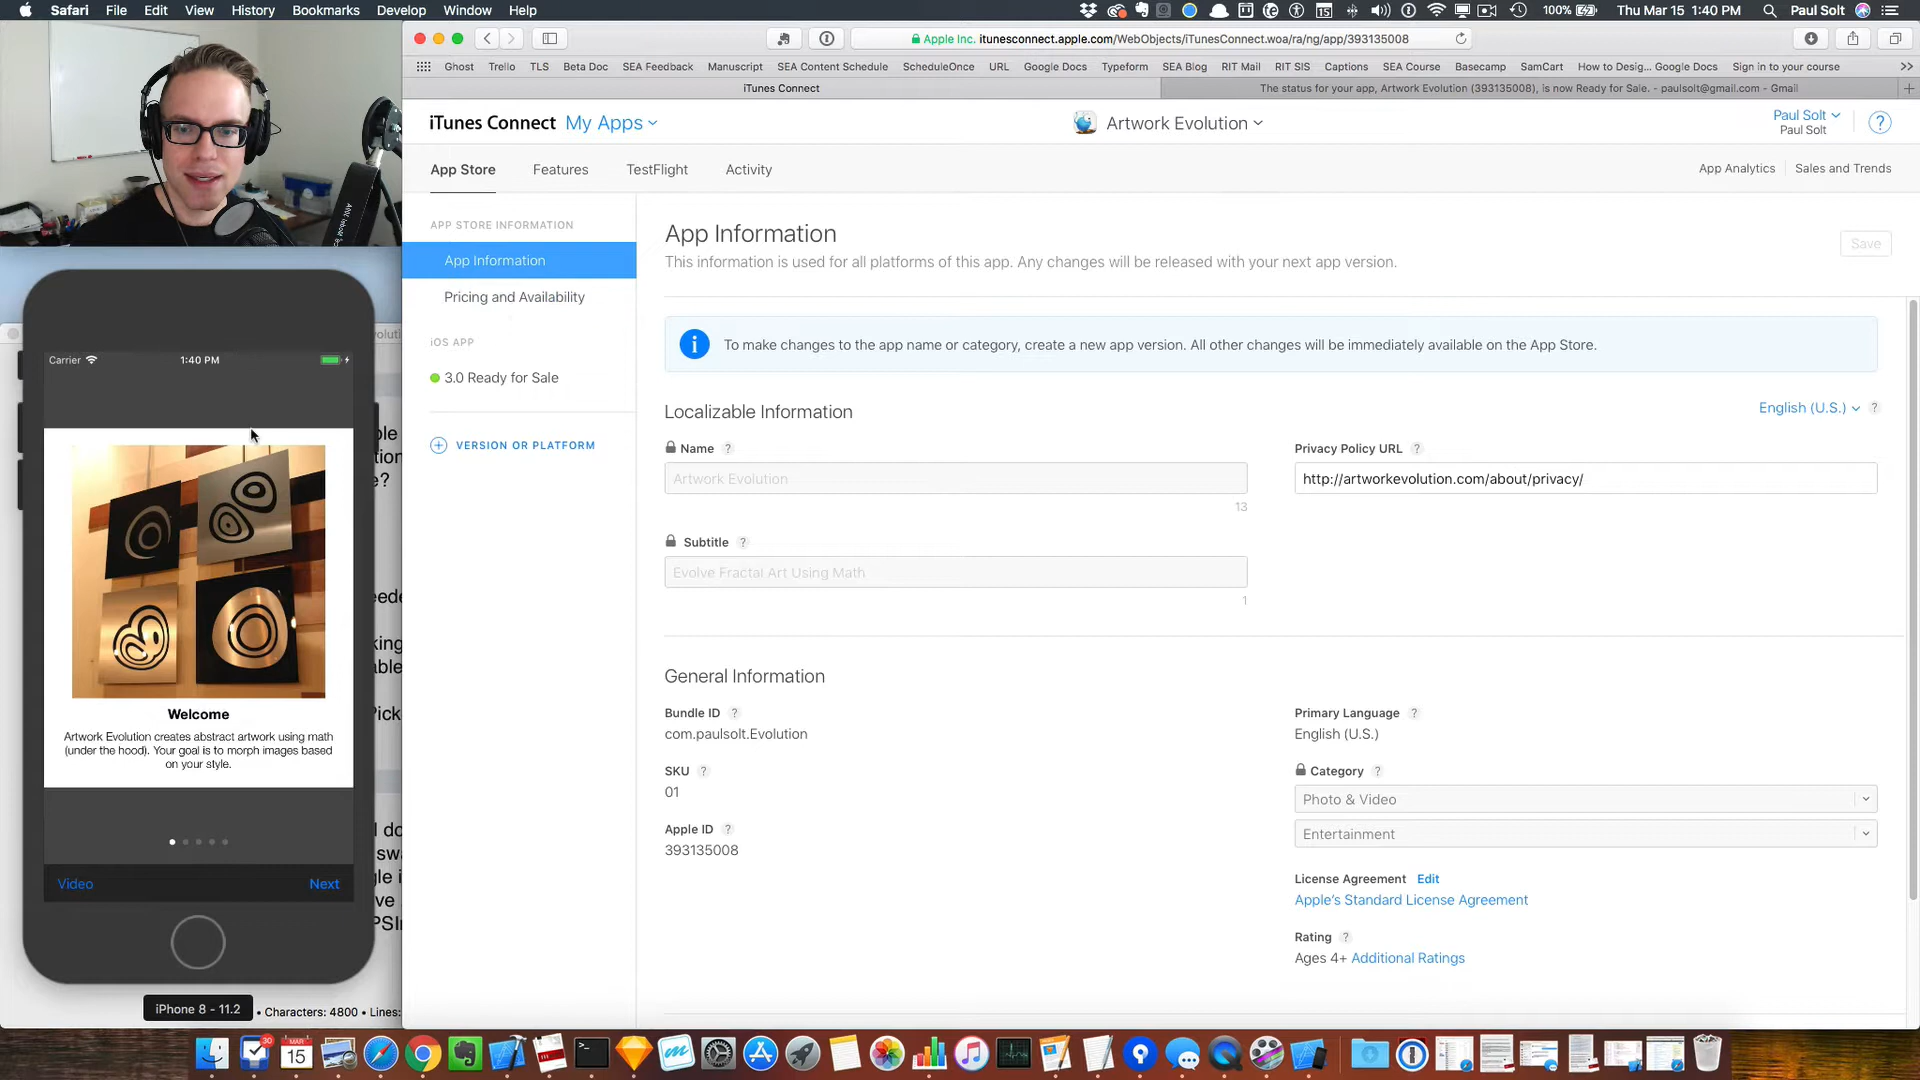 Safari File Edit View History Bookmarks Develop Window Help
15 100% Thu Mar 15 1:40 PM Paul Solt
Apple Inc. itunesconnect.apple.com/WebObjects/iTunesConnect.woa/ra/ng/app/393135008
Ghost Trello TLS Beta Doc SEA Feedback Manuscript SEA Content Schedule ScheduleOnce URL Google Docs Typeform SEA Blog RIT Mail RIT SIS Captions SEA Course Basecamp SamCart How to Desig... Google Docs Sign in to your course
iTunes Connect
The status for your app, Artwork Evolution (393135008), is now Ready for Sale. - paulsolt@gmail.com - Gmail
iTunes Connect My Apps
Artwork Evolution
Paul Solt
Paul Solt
?
App Store Features TestFlight Activity
App Analytics Sales and Trends
APP STORE INFORMATION
App Information
Pricing and Availability
iOS APP
3.0 Ready for Sale
VERSION OR PLATFORM
App Information
This information is used for all platforms of this app. Any changes will be released with your next app version.
Save
To make changes to the app name or category, create a new app version. All other changes will be immediately available on the App Store.
Localizable Information
English (U.S.) ?
Name ?
Artwork Evolution
13
Privacy Policy URL ?
http://artworkevolution.com/about/privacy/
Subtitle ?
Evolve Fractal Art Using Math
1
General Information
Bundle ID ?
com.paulsolt.Evolution
SKU ?
01
Apple ID ?
393135008
Primary Language ?
English (U.S.)
Category ?
Photo & Video
Entertainment
License Agreement Edit
Apple's Standard License Agreement
Rating ?
Ages 4+ Additional Ratings
Carrier 1:40 PM
Welcome
Artwork Evolution creates abstract artwork using math
(under the hood). Your goal is to morph images based
on your style.
Video Next
iPhone 8 - 11.2
• Characters: 4800 • Lines:
30
MAR
15